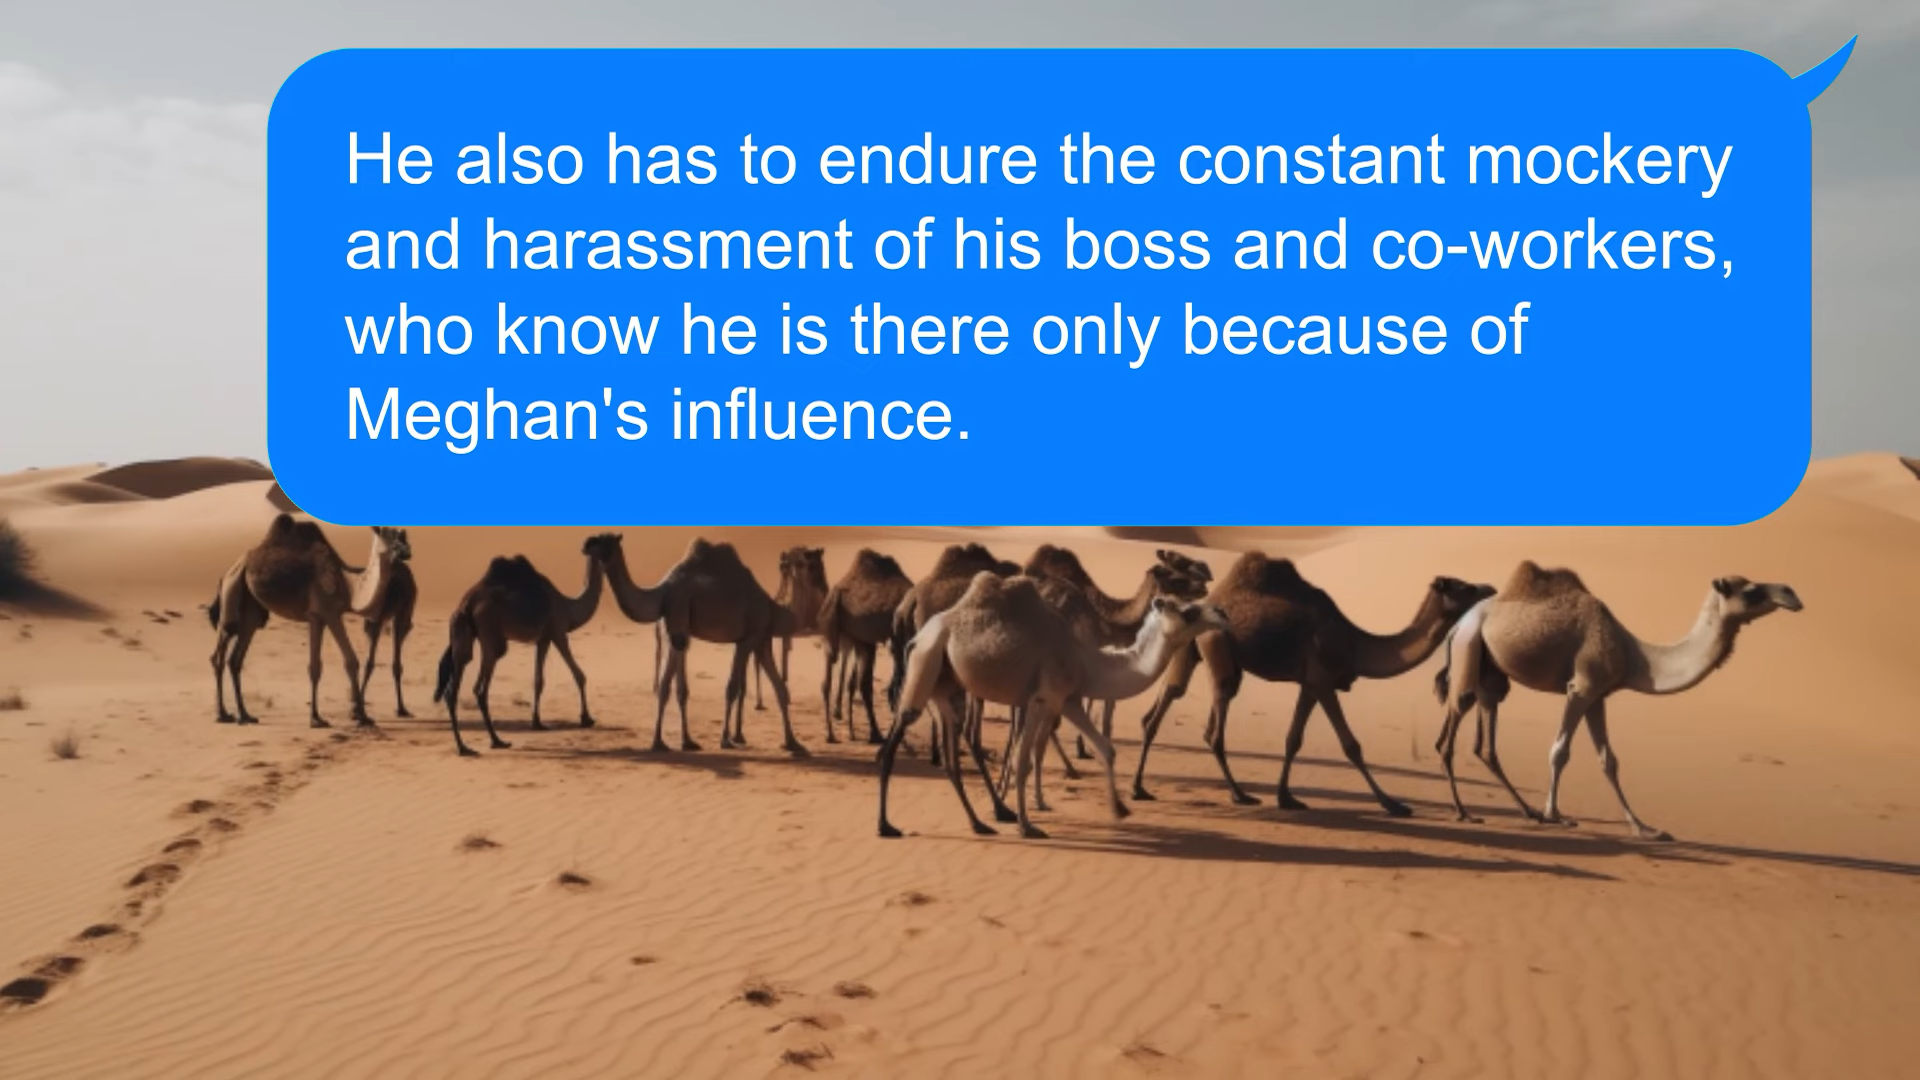 He also has to endure the constant mockery
and harassment of his boss and co-workers,
who know he is there only because of
Meghan's influence.